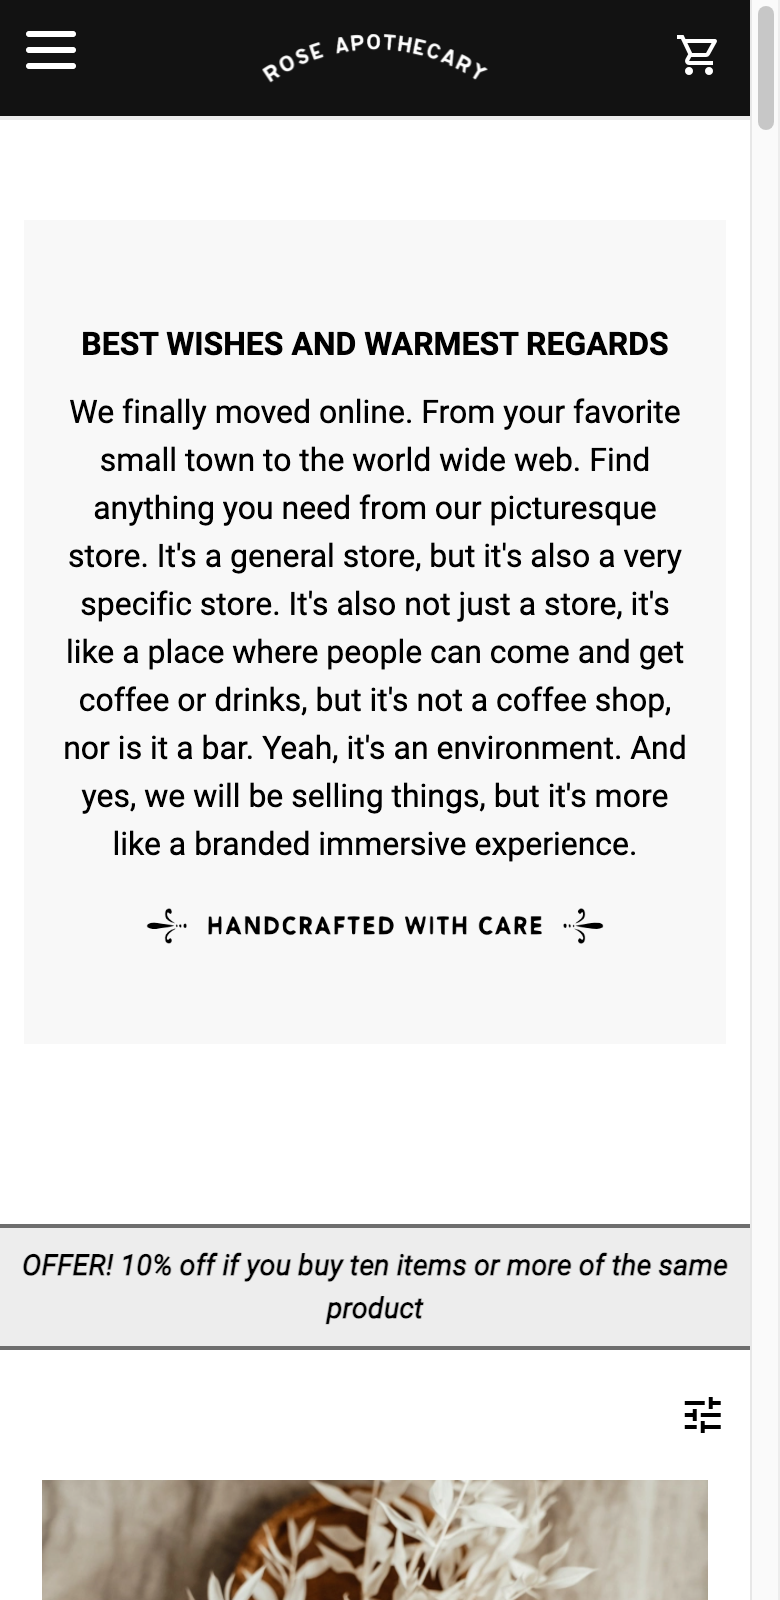 ROSE APOTHECARY
BEST WISHES AND WARMEST REGARDS
We finally moved online. From your favorite
small town to the world wide web. Find
anything you need from our picturesque
store. It's a general store, but it's also a very
specific store. It's also not just a store, it's
like a place where people can come and get
coffee or drinks, but it's not a coffee shop,
nor is it a bar. Yeah, it's an environment. And
yes, we will be selling things, but it's more
like a branded immersive experience.
HANDCRAFTED WITH CARE
OFFER! 10% off if you buy ten items or more of the same
product